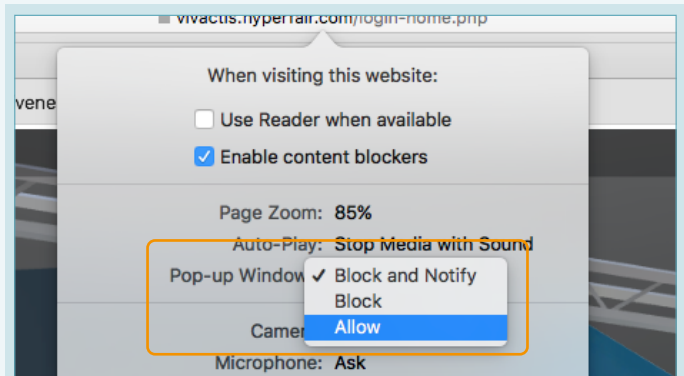 vivactis.hyperfair.com/login-home.php
When visiting this website:
vene
Use Reader when available
Enable content blockers
Page Zoom: 85%
Auto-Play: Stop Media with Sound
Pop-up Window ✓ Block and Notify
Block
Allow
Camer
Microphone: Ask